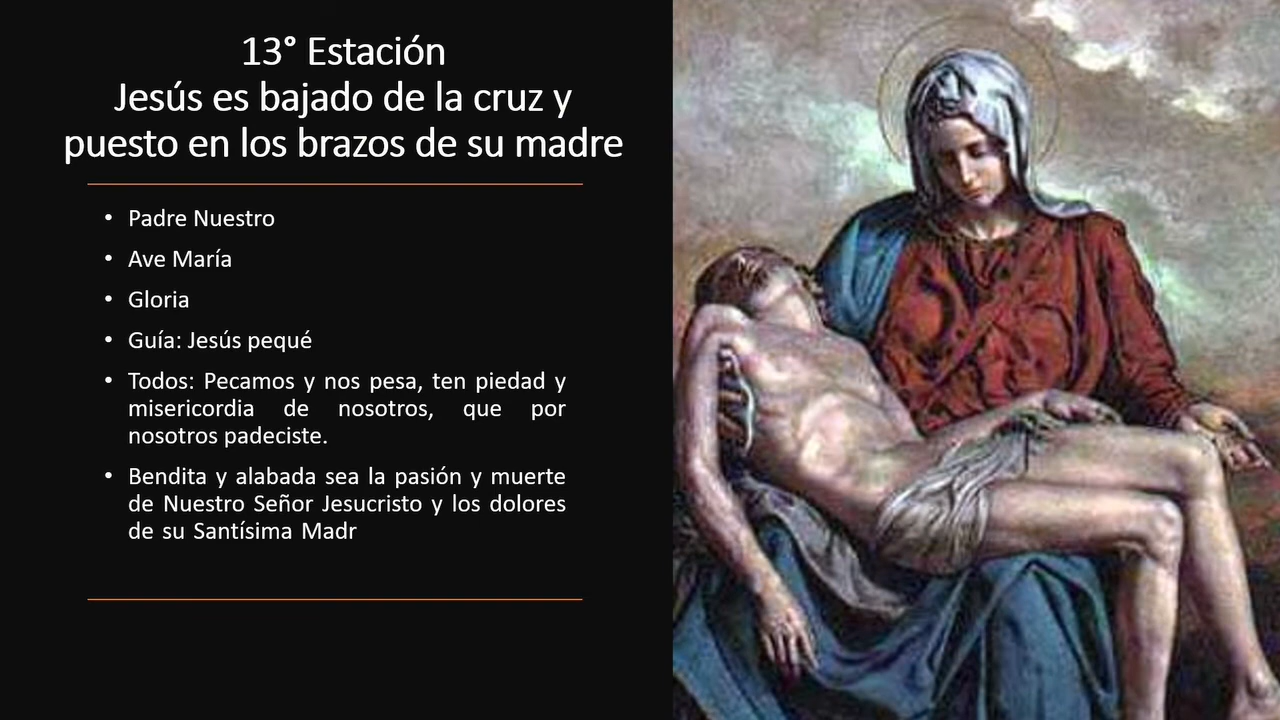 13° Estación
Jesús es bajado de la cruz y
puesto en los brazos de su madre
• Padre Nuestro
• Ave María
• Gloria
• Guía: Jesús pequé
• Todos: Pecamos y nos pesa, ten piedad y
misericordia de nosotros, que por
nosotros padeciste.
• Bendita y alabada sea la pasión y muerte
de Nuestro Señor Jesucristo y los dolores
de su Santísima Madr